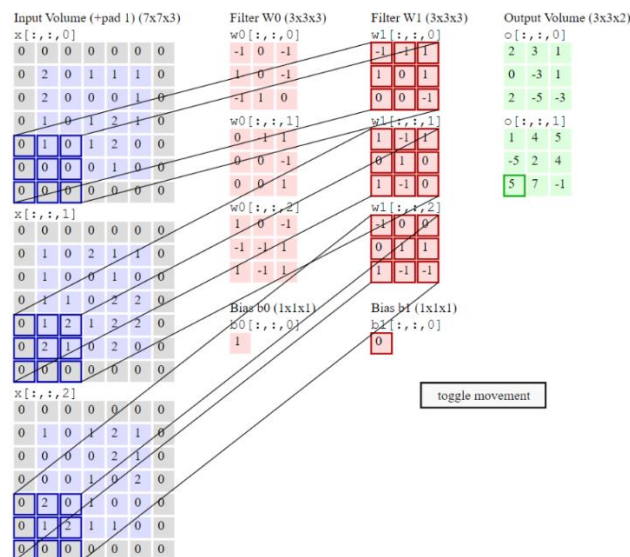 Input Volume (+pad 1) (7x7x3)
x[:,:,0]
0 0 0 0 0 0 0
0 2 0 1 1 1 0
0 2 0 0 0 1 0
0 1 0 1 2 1 0
0 1 0 1 2 0 0
0 0 0 0 1 0 0
0 0 0 0 0 0 0
x[:,:,1]
0 0 0 0 0 0 0
0 1 0 2 1 1 0
0 1 0 0 1 0 0
0 1 1 0 2 2 0
0 1 2 1 2 2 0
0 2 1 0 2 0 0
0 0 0 0 0 0 0
x[:,:,2]
0 0 0 0 0 0 0
0 1 0 1 2 1 0
0 0 0 0 2 1 0
0 0 0 1 0 2 0
0 2 0 1 0 0 0
0 1 2 1 1 0 0
0 0 0 0 0 0 0
Filter W0 (3x3x3)
w0[:,:,0]
-1 0 -1
1 0 -1
-1 1 0
w0[:,:,1]
0 -1 1
0 0 -1
0 0 1
w0[:,:,2]
1 0 -1
-1 -1 1
1 -1 1
Bias b0 (1x1x1)
b0[:,:,0]
1
Filter W1 (3x3x3)
w1[:,:,0]
-1 -1 1
1 0 1
0 0 -1
w1[:,:,1]
1 -1 1
0 1 0
1 -1 0
w1[:,:,2]
-1 0 0
0 1 1
1 -1 -1
Bias b1 (1x1x1)
b1[:,:,0]
0
Output Volume (3x3x2)
o[:,:,0]
2 3 1
0 -3 1
2 -5 -3
o[:,:,1]
1 4 5
-5 2 4
5 7 -1
toggle movement